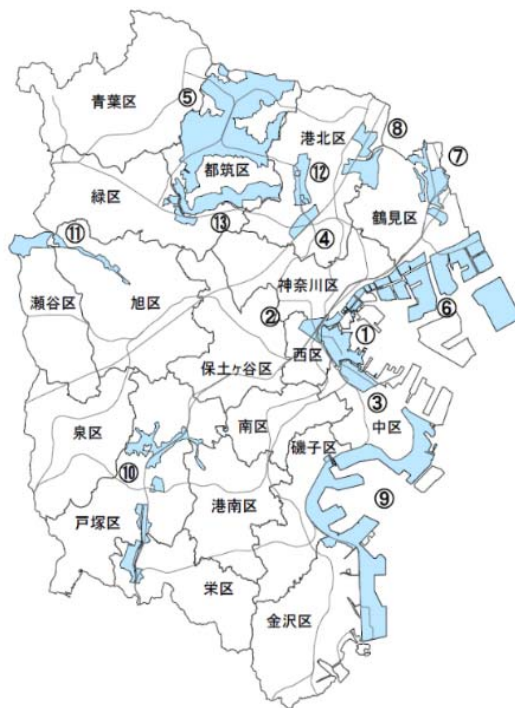 青葉区
⑤
港北区
⑧
⑦
都筑区
⑫
緑区
⑬
鶴見区
⑪
④
神奈川区
瀬谷区
旭区
②
⑥
①
西区
保土ヶ谷区
③
泉区
南区
中区
磯子区
⑩
⑨
港南区
戸塚区
栄区
金沢区